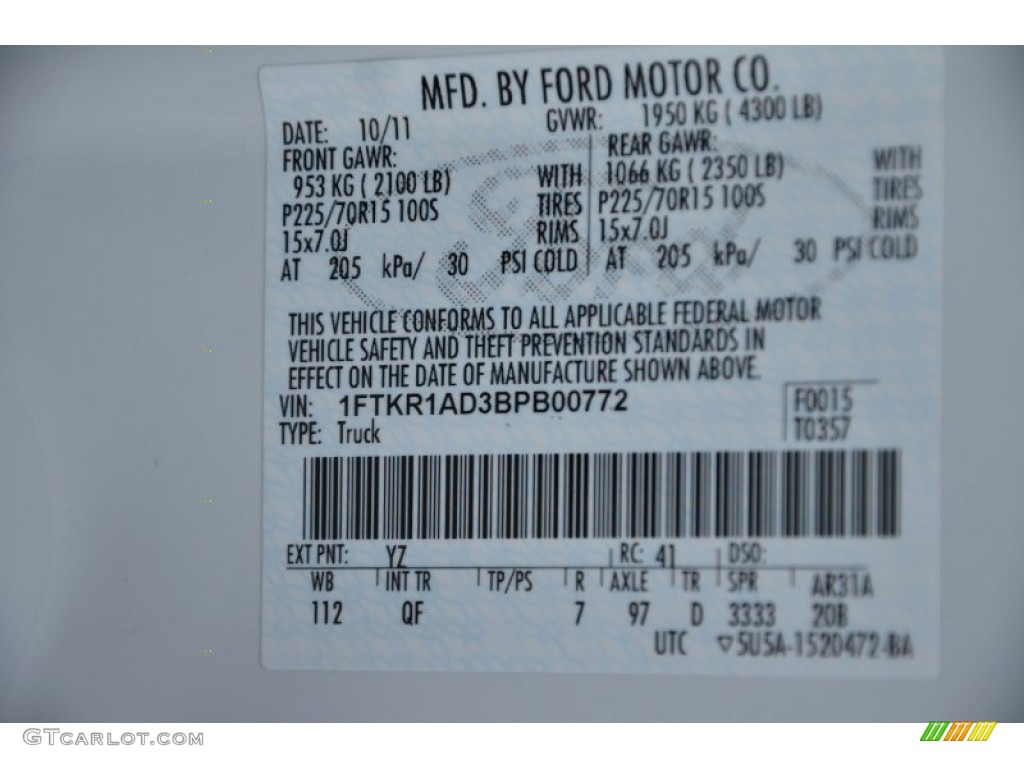 MFD. BY FORD MOTOR CO.
DATE: 10/11 GVWR: 1950 KG ( 4300 LB)
FRONT GAWR: REAR GAWR:
953 KG ( 2100 LB) WITH 1066 KG ( 2350 LB) WITH
P225/70R15 100S TIRES P225/70R15 100S TIRES
15x7.0J RIMS 15x7.0J RIMS
AT 205 kPa/ 30 PSI COLD AT 205 kPa/ 30 PSI COLD
THIS VEHICLE CONFORMS TO ALL APPLICABLE FEDERAL MOTOR
VEHICLE SAFETY AND THEFT PREVENTION STANDARDS IN
EFFECT ON THE DATE OF MANUFACTURE SHOWN ABOVE.
VIN: 1FTKR1AD3BPB00772 F0015
TYPE: Truck T0357
EXT PNT: YZ RC: 41 DSO:
WB INT TR TP/PS R AXLE TR SPR AR31A
112 QF 7 97 D 3333 20B
UTC ▽5U5A-1520472-BA
GTCARLOT.COM